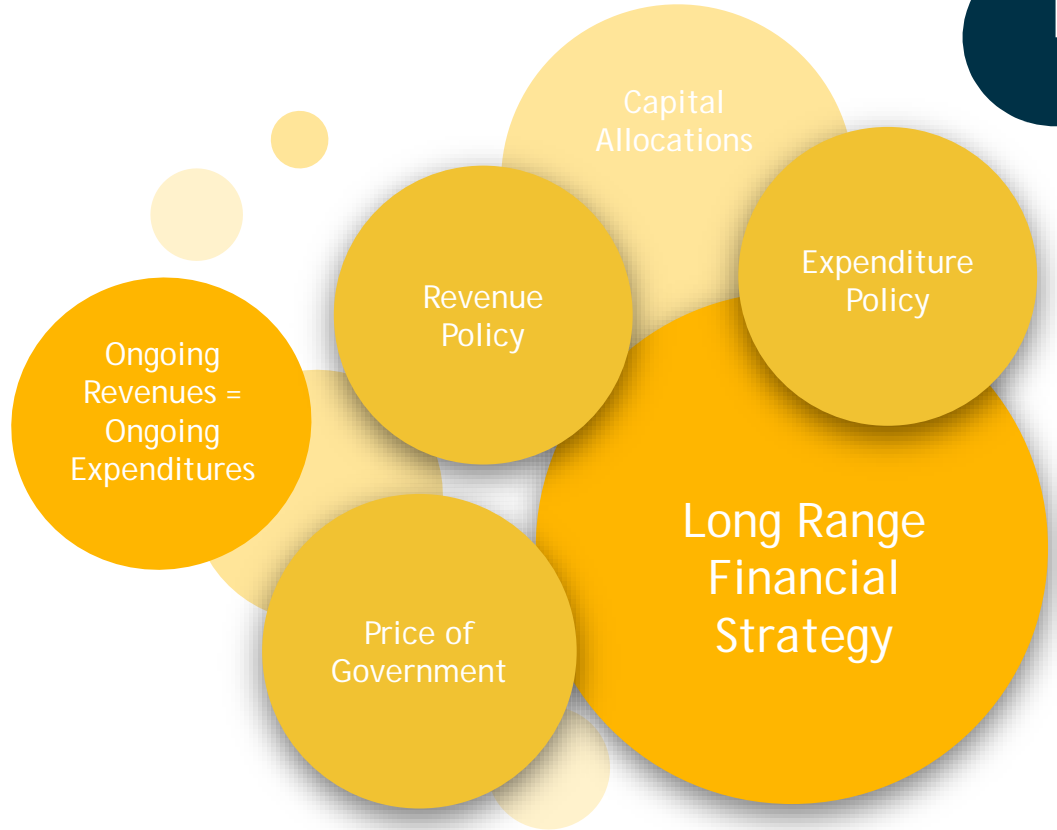 Capital
Allocations
Expenditure
Policy
Revenue
Policy
Ongoing
Revenues =
Ongoing
Expenditures
Long Range
Financial
Strategy
Price of
Government